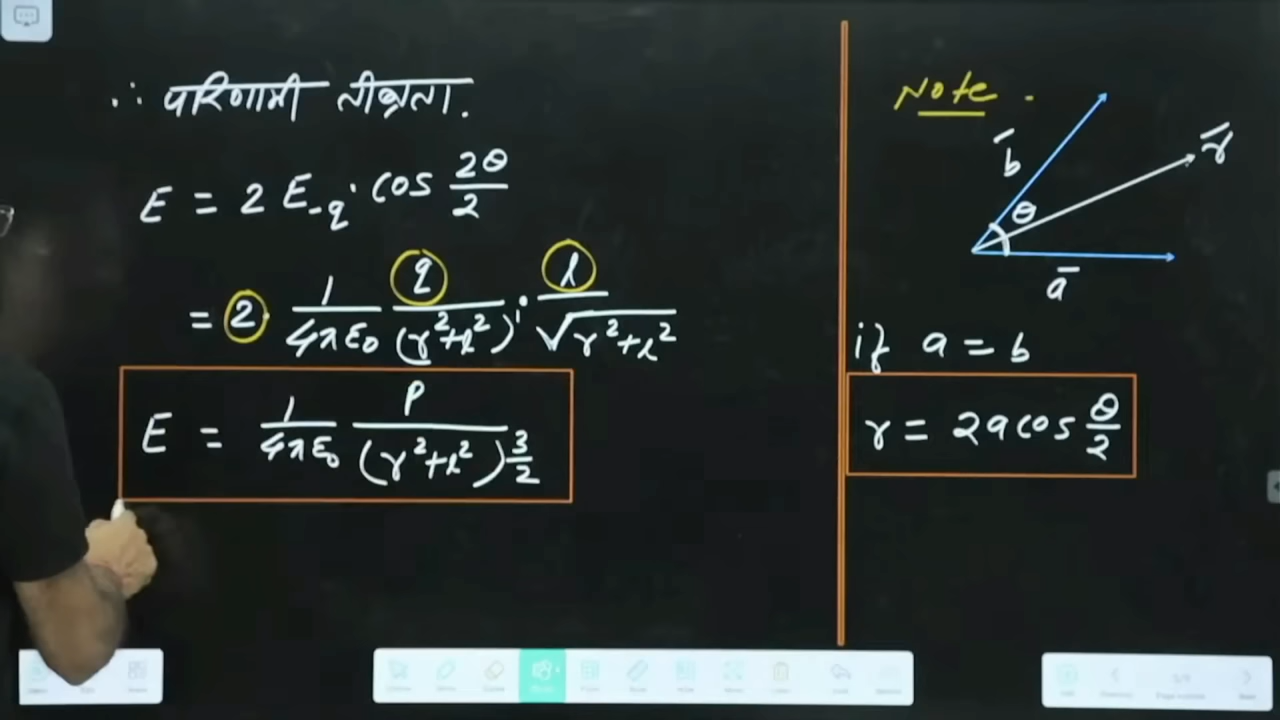 ∴ परिणामी तीव्रता.
E = 2 E₋q · cos 2θ/2
= 2 · 1/4πε₀ q/(r²+l²)¹ · l/√r²+l²
E = 1/4πε₀ P/(r²+l²)^3/2
Note.
b̄
r̄
θ
ā
if a = b
r = 2a cos θ/2